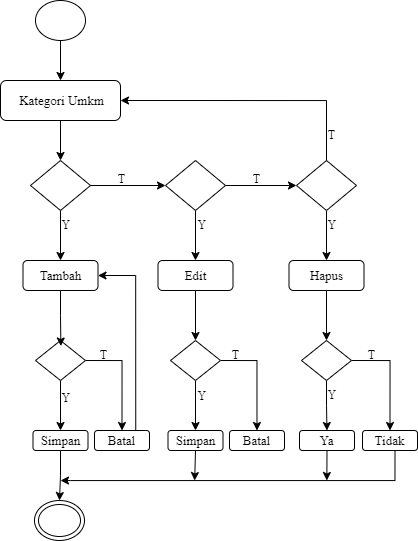 Kategori Umkm
T
T
T
Y
Y
Y
Tambah
Edit
Hapus
T
T
T
Y
Y
Y
Simpan
Batal
Simpan
Batal
Ya
Tidak